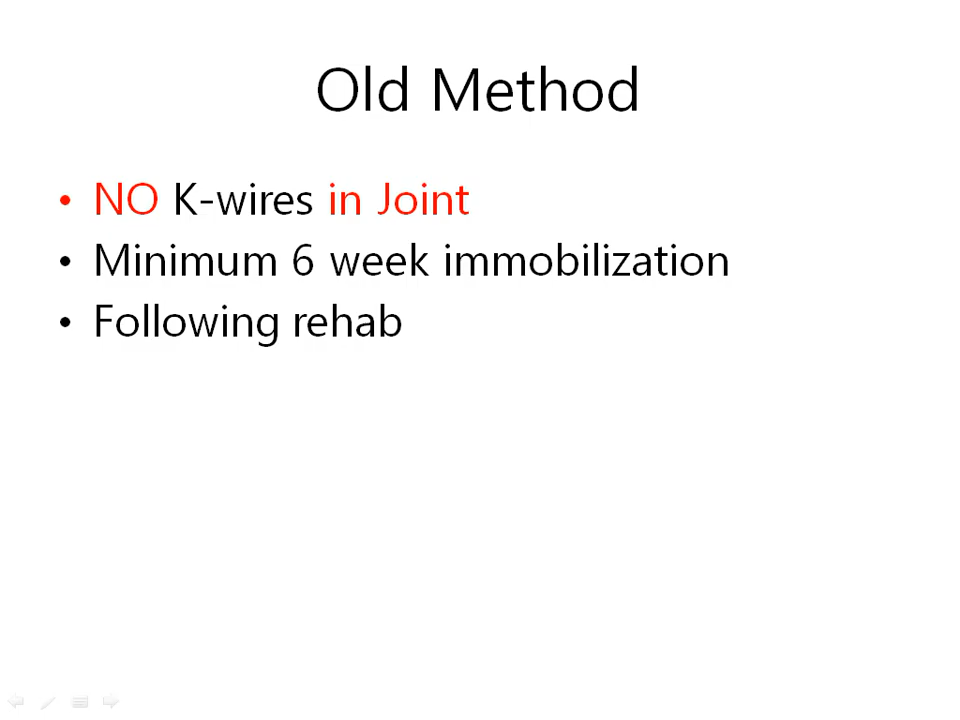 Old Method
• NO K-wires in Joint
• Minimum 6 week immobilization
• Following rehab